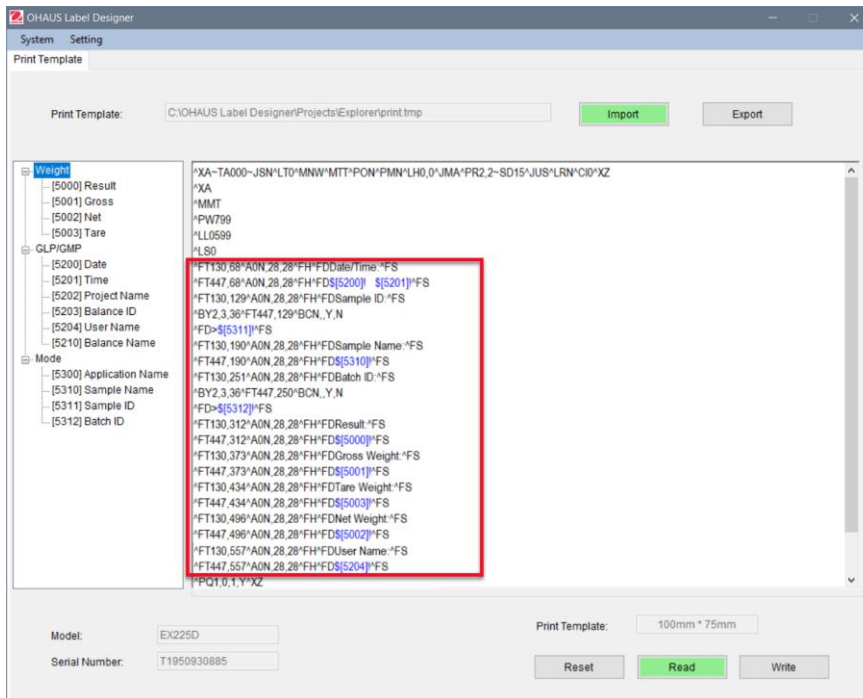 OHAUS Label Designer
System Setting
Print Template
Print Template: C:\OHAUS Label Designer\Projects\Explorer\print.tmp Import Export
Weight
[5000] Result
[5001] Gross
[5002] Net
[5003] Tare
GLP/GMP
[5200] Date
[5201] Time
[5202] Project Name
[5203] Balance ID
[5204] User Name
[5210] Balance Name
Mode
[5300] Application Name
[5310] Sample Name
[5311] Sample ID
[5312] Batch ID
^XA~TA000~JSN^LT0^MNW^MTT^PON^PMN^LH0,0^JMA^PR2,2~SD15^JUS^LRN^CI0^XZ
^XA
^MMT
^PW799
^LL0599
^LS0
^FT130,68^A0N,28,28^FH^FDDate/Time:^FS
^FT447,68^A0N,28,28^FH^FD$[5200]! $[5201]!^FS
^FT130,129^A0N,28,28^FH^FDSample ID:^FS
^BY2,3,36^FT447,129^BCN,,Y,N
^FD>$[5311]!^FS
^FT130,190^A0N,28,28^FH^FDSample Name:^FS
^FT447,190^A0N,28,28^FH^FD$[5310]!^FS
^FT130,251^A0N,28,28^FH^FDBatch ID:^FS
^BY2,3,36^FT447,250^BCN,,Y,N
^FD>$[5312]!^FS
^FT130,312^A0N,28,28^FH^FDResult:^FS
^FT447,312^A0N,28,28^FH^FD$[5000]!^FS
^FT130,373^A0N,28,28^FH^FDGross Weight:^FS
^FT447,373^A0N,28,28^FH^FD$[5001]!^FS
^FT130,434^A0N,28,28^FH^FDTare Weight:^FS
^FT447,434^A0N,28,28^FH^FD$[5003]!^FS
^FT130,496^A0N,28,28^FH^FDNet Weight:^FS
^FT447,496^A0N,28,28^FH^FD$[5002]!^FS
^FT130,557^A0N,28,28^FH^FDUser Name:^FS
^FT447,557^A0N,28,28^FH^FD$[5204]!^FS
^PQ1,0,1,Y^XZ
Model: EX225D
Print Template: 100mm * 75mm
Serial Number: T1950930885
Reset Read Write